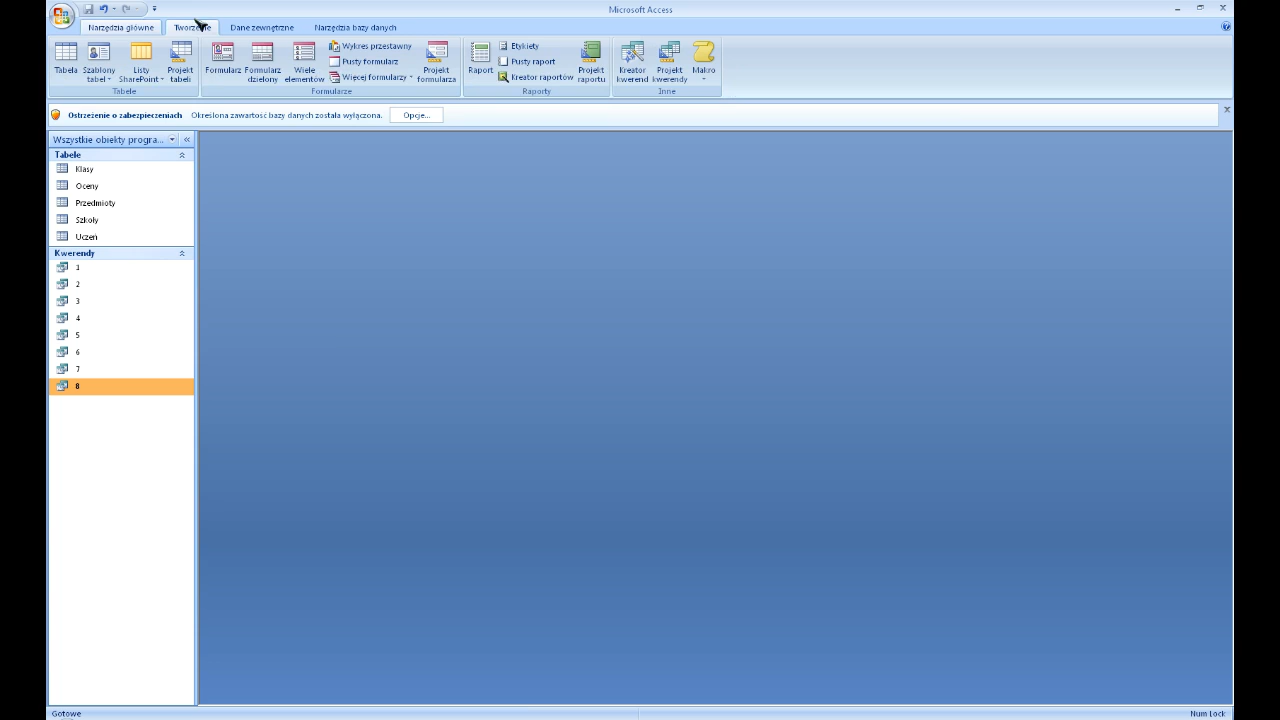 Microsoft Access
Narzędzia główne Tworzenie Dane zewnętrzne Narzędzia bazy danych
Tabela
Szablony tabel
Listy SharePoint
Projekt tabeli
Tabele
Formularz
Formularz dzielony
Wiele elementów
Wykres przestawny
Pusty formularz
Więcej formularzy
Projekt formularza
Formularze
Raport
Etykiety
Pusty raport
Kreator raportów
Projekt raportu
Raporty
Kreator kwerend
Projekt kwerendy
Makro
Inne
Ostrzeżenie o zabezpieczeniach Określona zawartość bazy danych została wyłączona. Opcje...
Wszystkie obiekty progra...
Tabele
Klasy
Oceny
Przedmioty
Szkoły
Uczeń
Kwerendy
1
2
3
4
5
6
7
8
Gotowe Num Lock